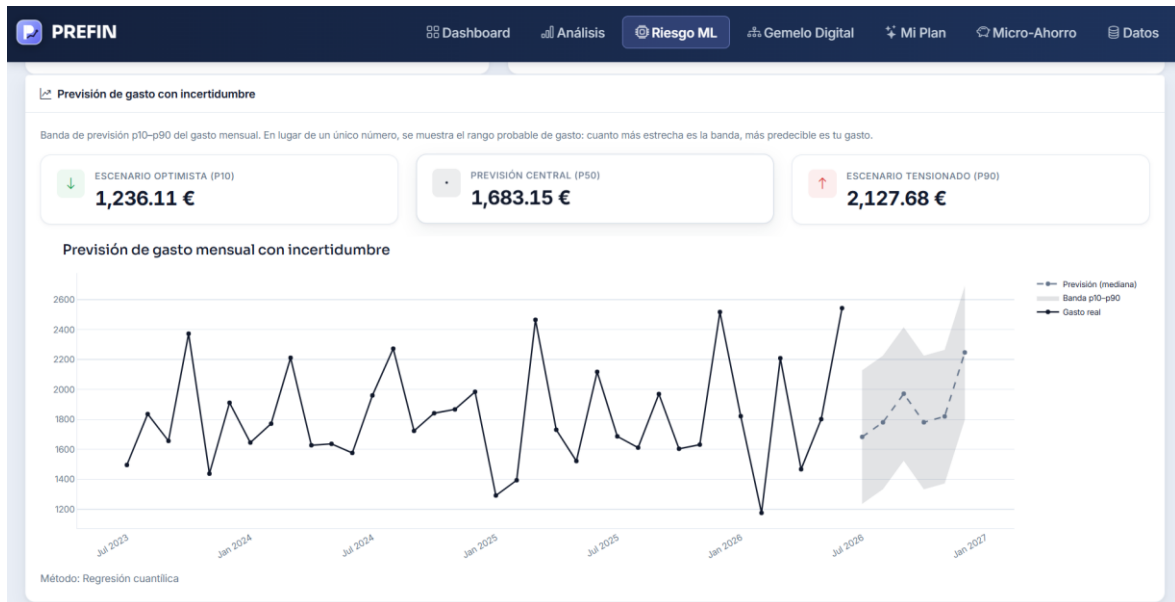 PREFIN
Dashboard Análisis Riesgo ML Gemelo Digital Mi Plan Micro-Ahorro Datos
Previsión de gasto con incertidumbre
Banda de previsión p10–p90 del gasto mensual. En lugar de un único número, se muestra el rango probable de gasto: cuanto más estrecha es la banda, más predecible es tu gasto.
ESCENARIO OPTIMISTA (P10)
1,236.11 €
PREVISIÓN CENTRAL (P50)
1,683.15 €
ESCENARIO TENSIONADO (P90)
2,127.68 €
Previsión de gasto mensual con incertidumbre
Previsión (mediana)
Banda p10–p90
Gasto real
2600
2400
2200
2000
1800
1600
1400
1200
Jul 2023 Jan 2024 Jul 2024 Jan 2025 Jul 2025 Jan 2026 Jul 2026 Jan 2027
Método: Regresión cuantílica